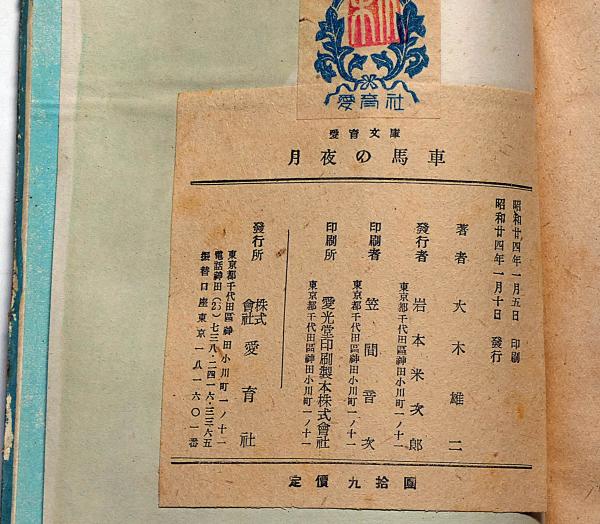 愛育社
愛育文庫
月夜の馬車
昭和廿四年一月五日 印刷
昭和廿四年一月十日 發行
著者 大木雄二
發行者 岩本米次郎
東京都千代田區神田小川町一ノ十一
印刷者 笠間音次
東京都千代田區神田小川町一ノ十一
印刷所 愛光堂印刷製本株式會社
東京都千代田區神田小川町一ノ十一
發行所 株式會社 愛育社
東京都千代田區神田小川町一ノ十一
電話神田(25)七三八・二四一六・三三六五
振替口座東京一八一六〇一番
定價九拾圓